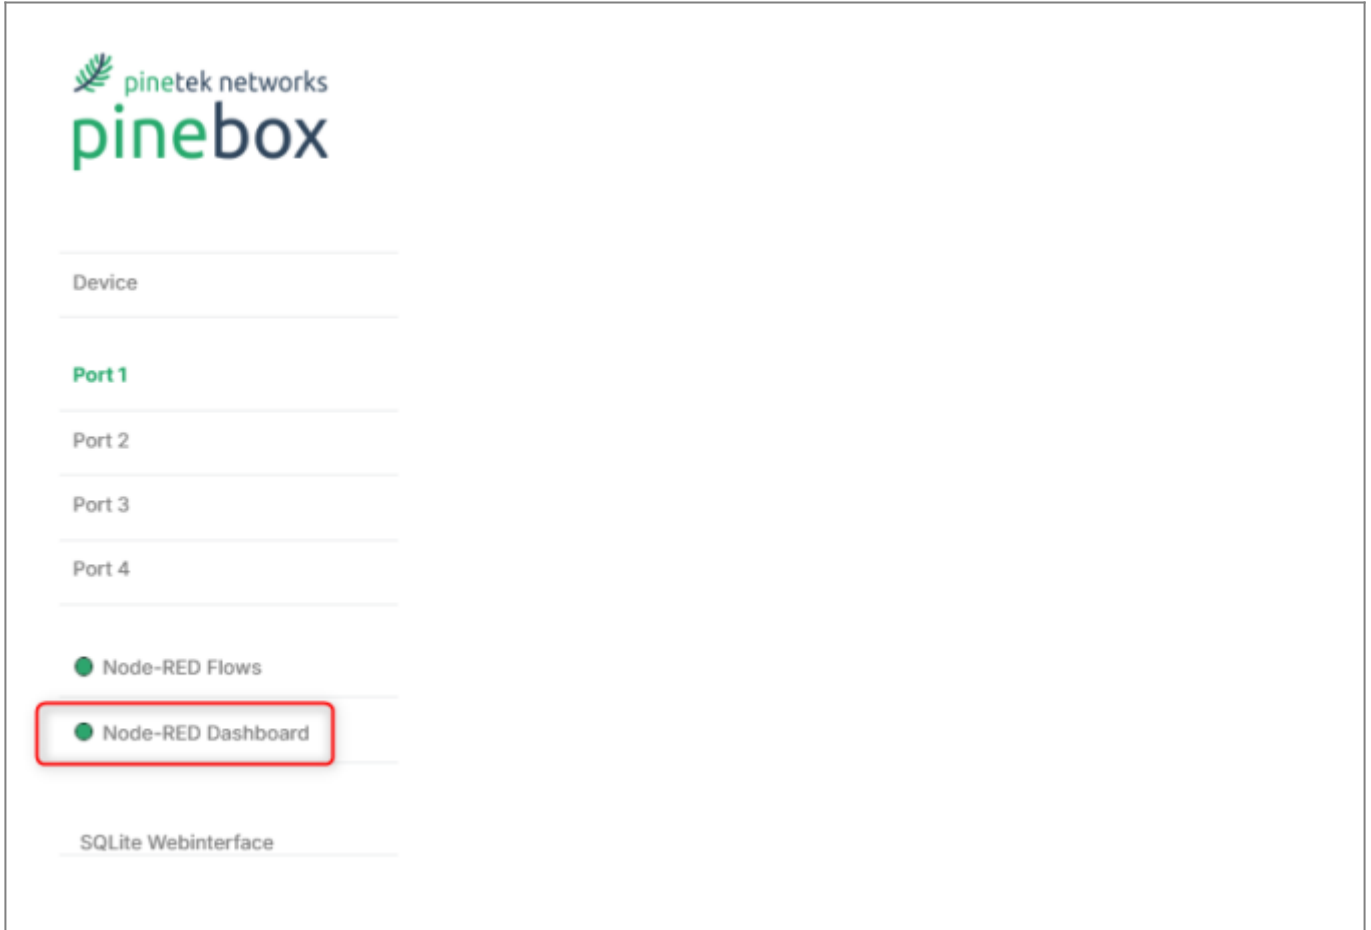 pinetek networks
pinebox
Device
Port 1
Port 2
Port 3
Port 4
Node-RED Flows
Node-RED Dashboard
SQLite Webinterface